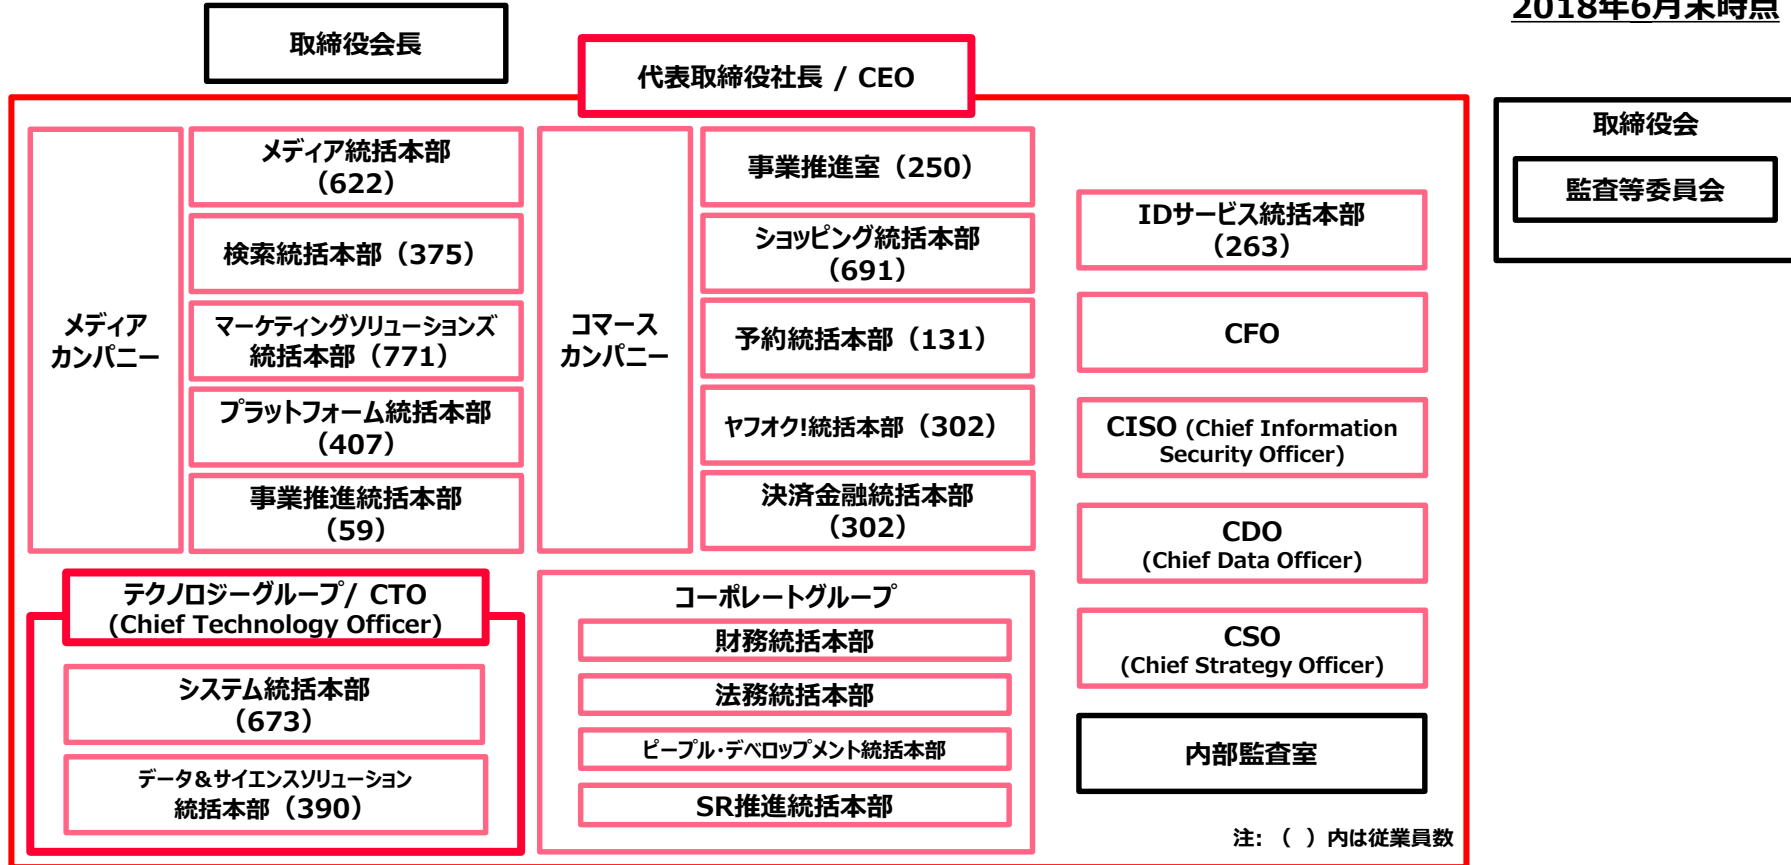 2018年6月末時点
取締役会長
代表取締役社長 / CEO
取締役会
監査等委員会
メディア
カンパニー
メディア統括本部
（622）
検索統括本部（375）
マーケティングソリューションズ
統括本部（771）
プラットフォーム統括本部
（407）
事業推進統括本部
（59）
コマース
カンパニー
事業推進室（250）
ショッピング統括本部
（691）
予約統括本部（131）
ヤフオク!統括本部（302）
決済金融統括本部
（302）
IDサービス統括本部
（263）
CFO
CISO (Chief Information
Security Officer)
CDO
(Chief Data Officer)
CSO
(Chief Strategy Officer)
内部監査室
テクノロジーグループ/ CTO
(Chief Technology Officer)
システム統括本部
（673）
データ&サイエンスソリューション
統括本部（390）
コーポレートグループ
財務統括本部
法務統括本部
ピープル・デベロップメント統括本部
SR推進統括本部
注: （ ）内は従業員数